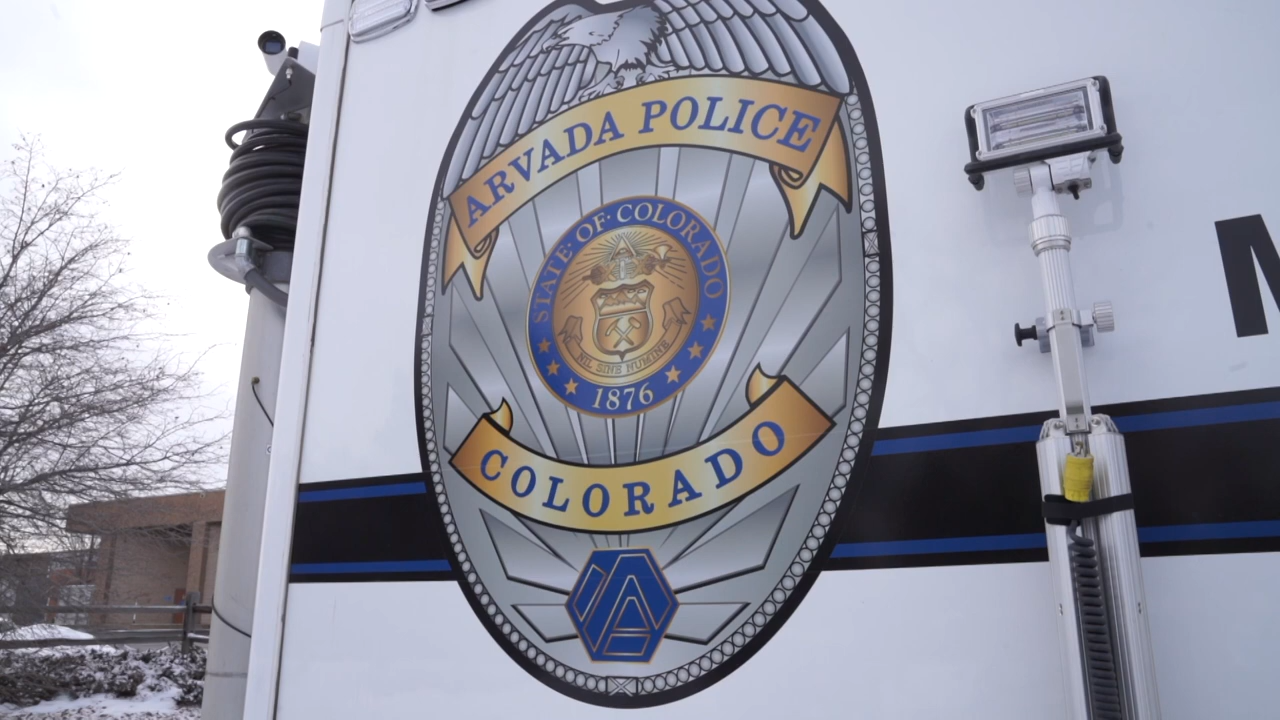 ARVADA POLICE
STATE·OF·COLORADO
NIL SINE NUMINE
1876
COLORADO
A
M